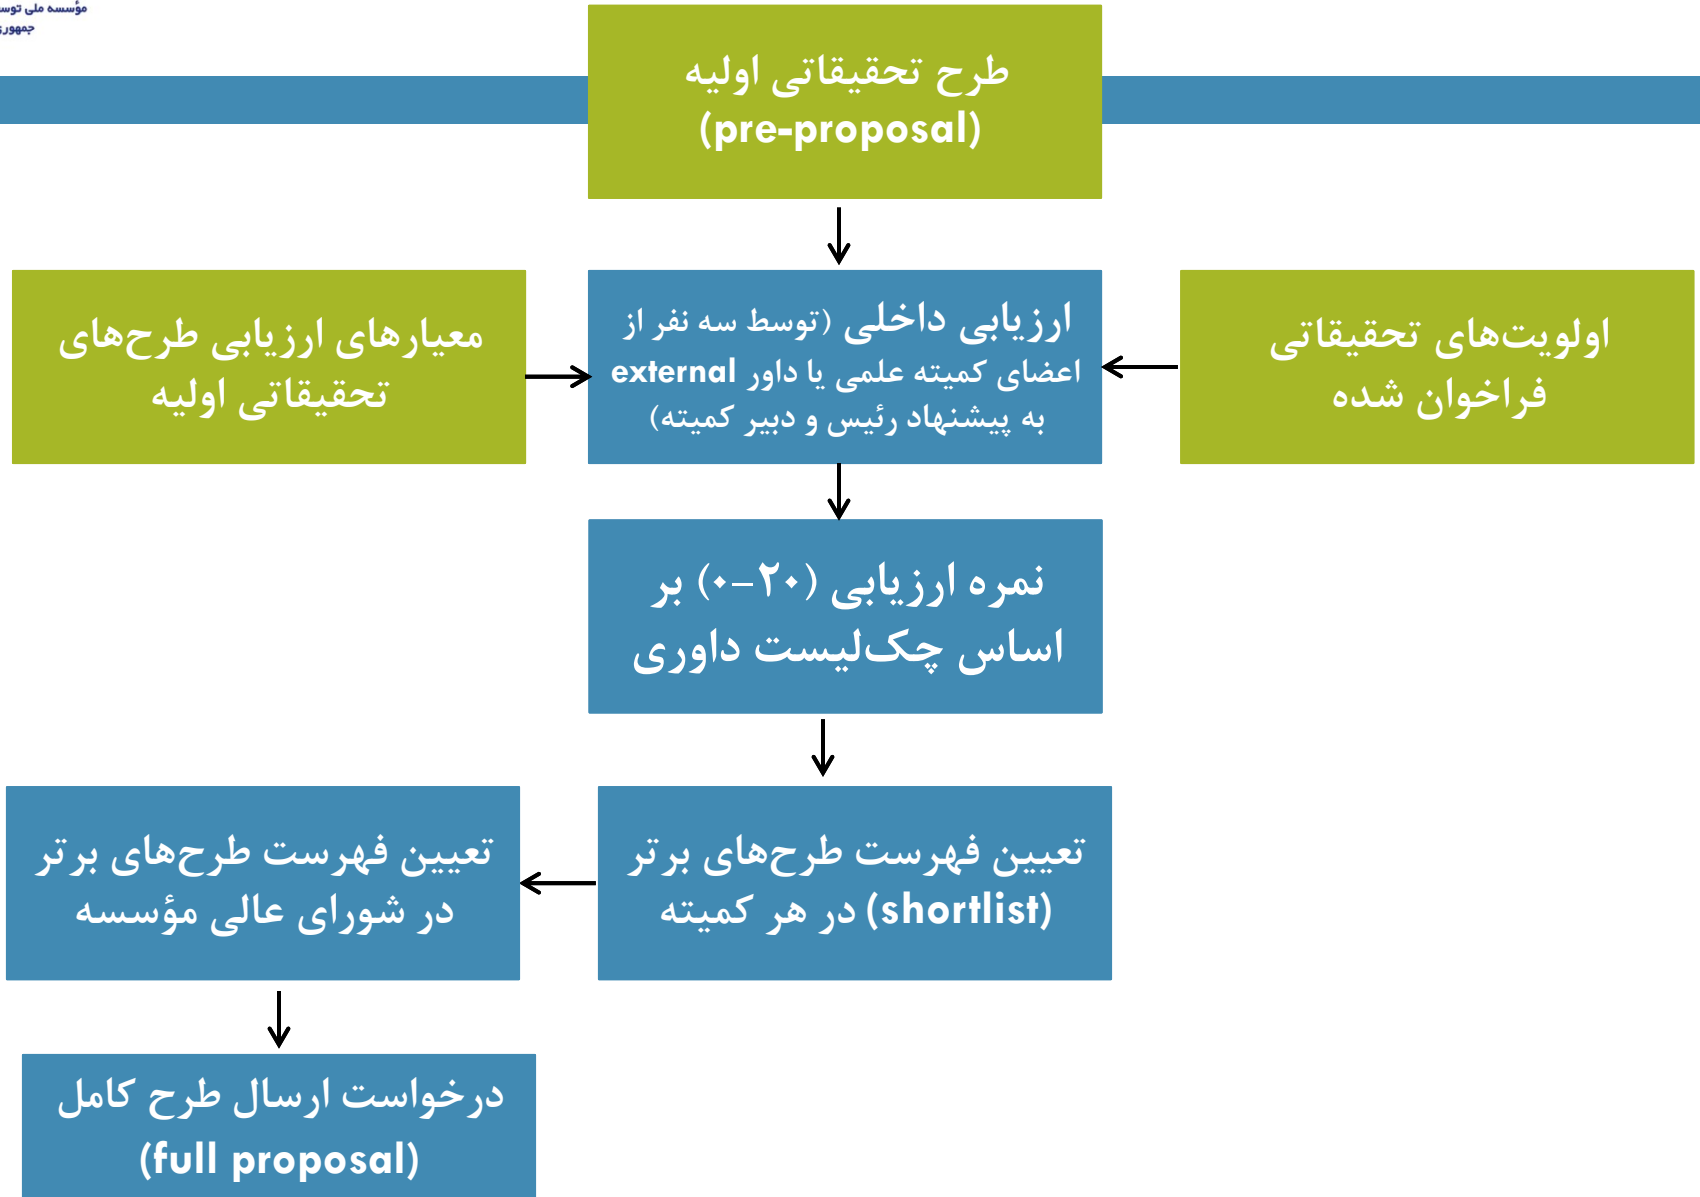 مؤسسه ملی
جمهوری
طرح تحقیقاتی اولیه
(pre-proposal)
اولویت‌های تحقیقاتی
فراخوان شده
ارزیابی داخلی (توسط سه نفر از
اعضای کمیته علمی یا داور external
به پیشنهاد رئیس و دبیر کمیته)
معیارهای ارزیابی طرح‌های
تحقیقاتی اولیه
نمره ارزیابی (۲۰-۰) بر
اساس چک‌لیست داوری
تعیین فهرست طرح‌های برتر
(shortlist) در هر کمیته
تعیین فهرست طرح‌های برتر
در شورای عالی مؤسسه
درخواست ارسال طرح کامل
(full proposal)